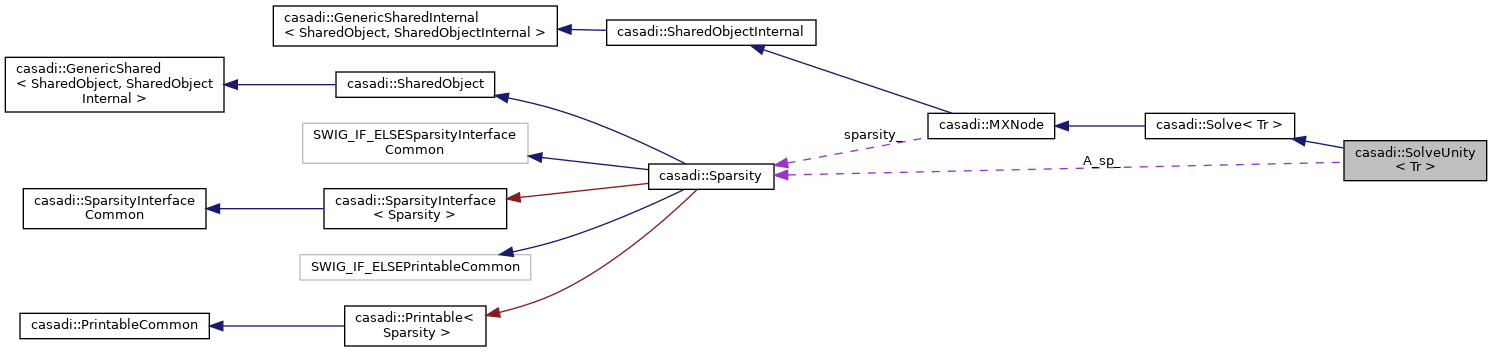 casadi::GenericSharedInternal
< SharedObject, SharedObjectInternal >
casadi::SharedObjectInternal
casadi::GenericShared
< SharedObject, SharedObject
Internal >
casadi::SharedObject
SWIG_IF_ELSESparsityInterface
Common
sparsity_
casadi::MXNode
casadi::Solve< Tr >
casadi::SolveUnity
< Tr >
A_sp_
casadi::Sparsity
casadi::SparsityInterface
Common
casadi::SparsityInterface
< Sparsity >
SWIG_IF_ELSEPrintableCommon
casadi::PrintableCommon
casadi::Printable<
Sparsity >